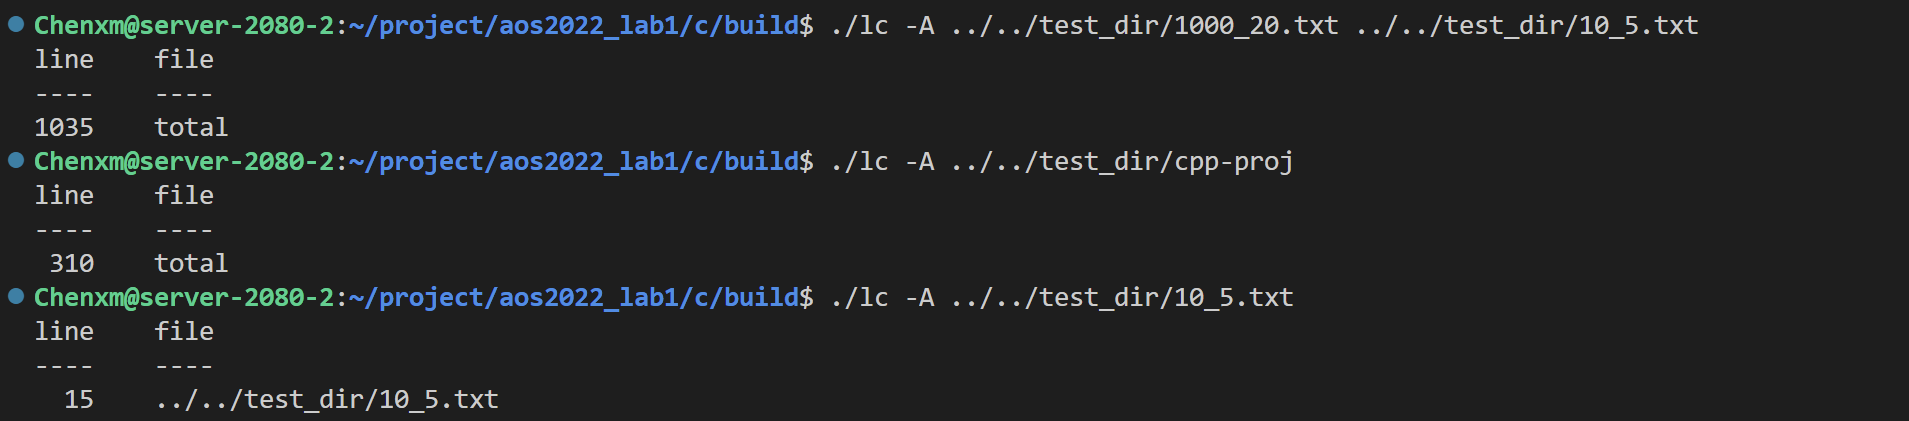 Chenxm@server-2080-2:~/project/aos2022_lab1/c/build$ ./lc -A ../../test_dir/1000_20.txt ../../test_dir/10_5.txt
line    file
----    ----
1035    total
Chenxm@server-2080-2:~/project/aos2022_lab1/c/build$ ./lc -A ../../test_dir/cpp-proj
line    file
----    ----
 310    total
Chenxm@server-2080-2:~/project/aos2022_lab1/c/build$ ./lc -A ../../test_dir/10_5.txt
line    file
----    ----
  15    ../../test_dir/10_5.txt